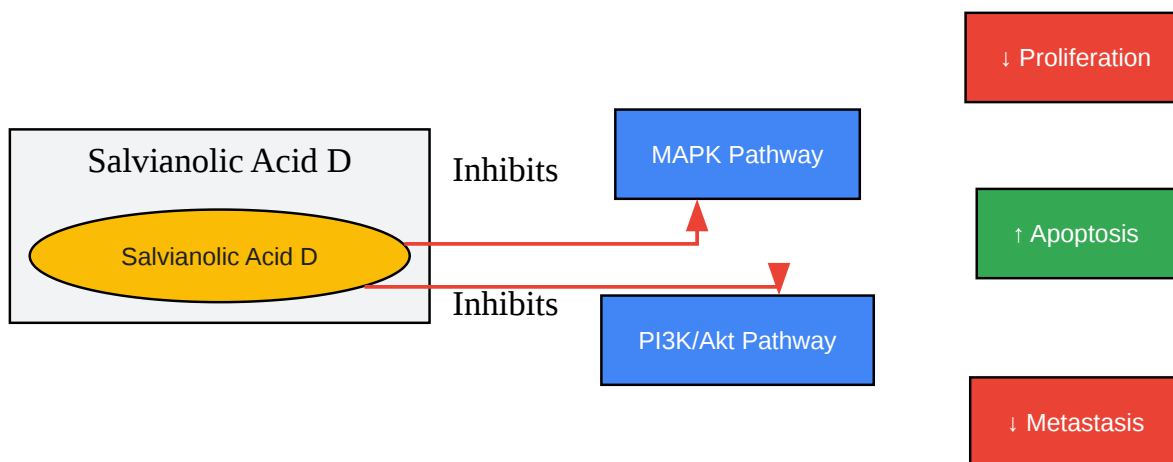 Salvianolic Acid D
Salvianolic Acid D
Inhibits
Inhibits
MAPK Pathway
PI3K/Akt Pathway
↓ Proliferation
↑ Apoptosis
↓ Metastasis